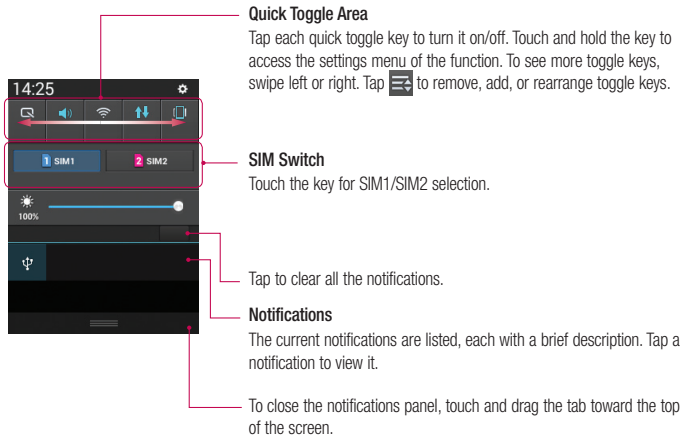 Quick Toggle Area
Tap each quick toggle key to turn it on/off. Touch and hold the key to
access the settings menu of the function. To see more toggle keys,
swipe left or right. Tap to remove, add, or rearrange toggle keys.
14:25
1 SIM1
2 SIM2
SIM Switch
Touch the key for SIM1/SIM2 selection.
100%
Tap to clear all the notifications.
Notifications
The current notifications are listed, each with a brief description. Tap a
notification to view it.
To close the notifications panel, touch and drag the tab toward the top
of the screen.